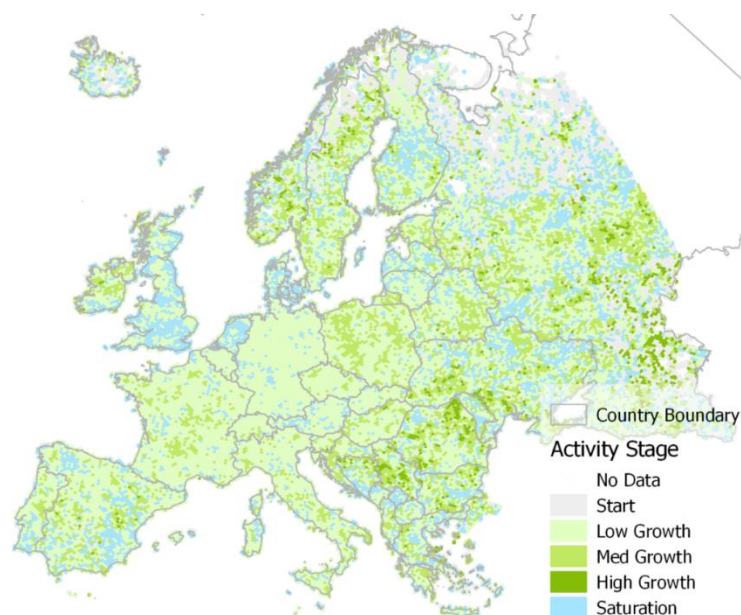 Country Boundary
Activity Stage
No Data
Start
Low Growth
Med Growth
High Growth
Saturation